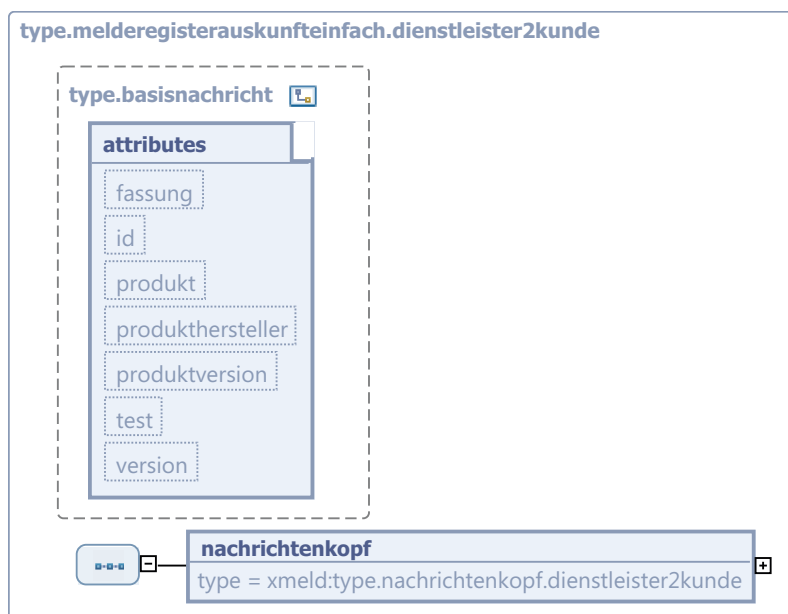 type.melderegisterauskunfteinfach.dienstleister2kunde
type.basisnachricht
attributes
fassung
id
produkt
produkthersteller
produktversion
test
version
nachrichtenkopf
type = xmeld:type.nachrichtenkopf.dienstleister2kunde